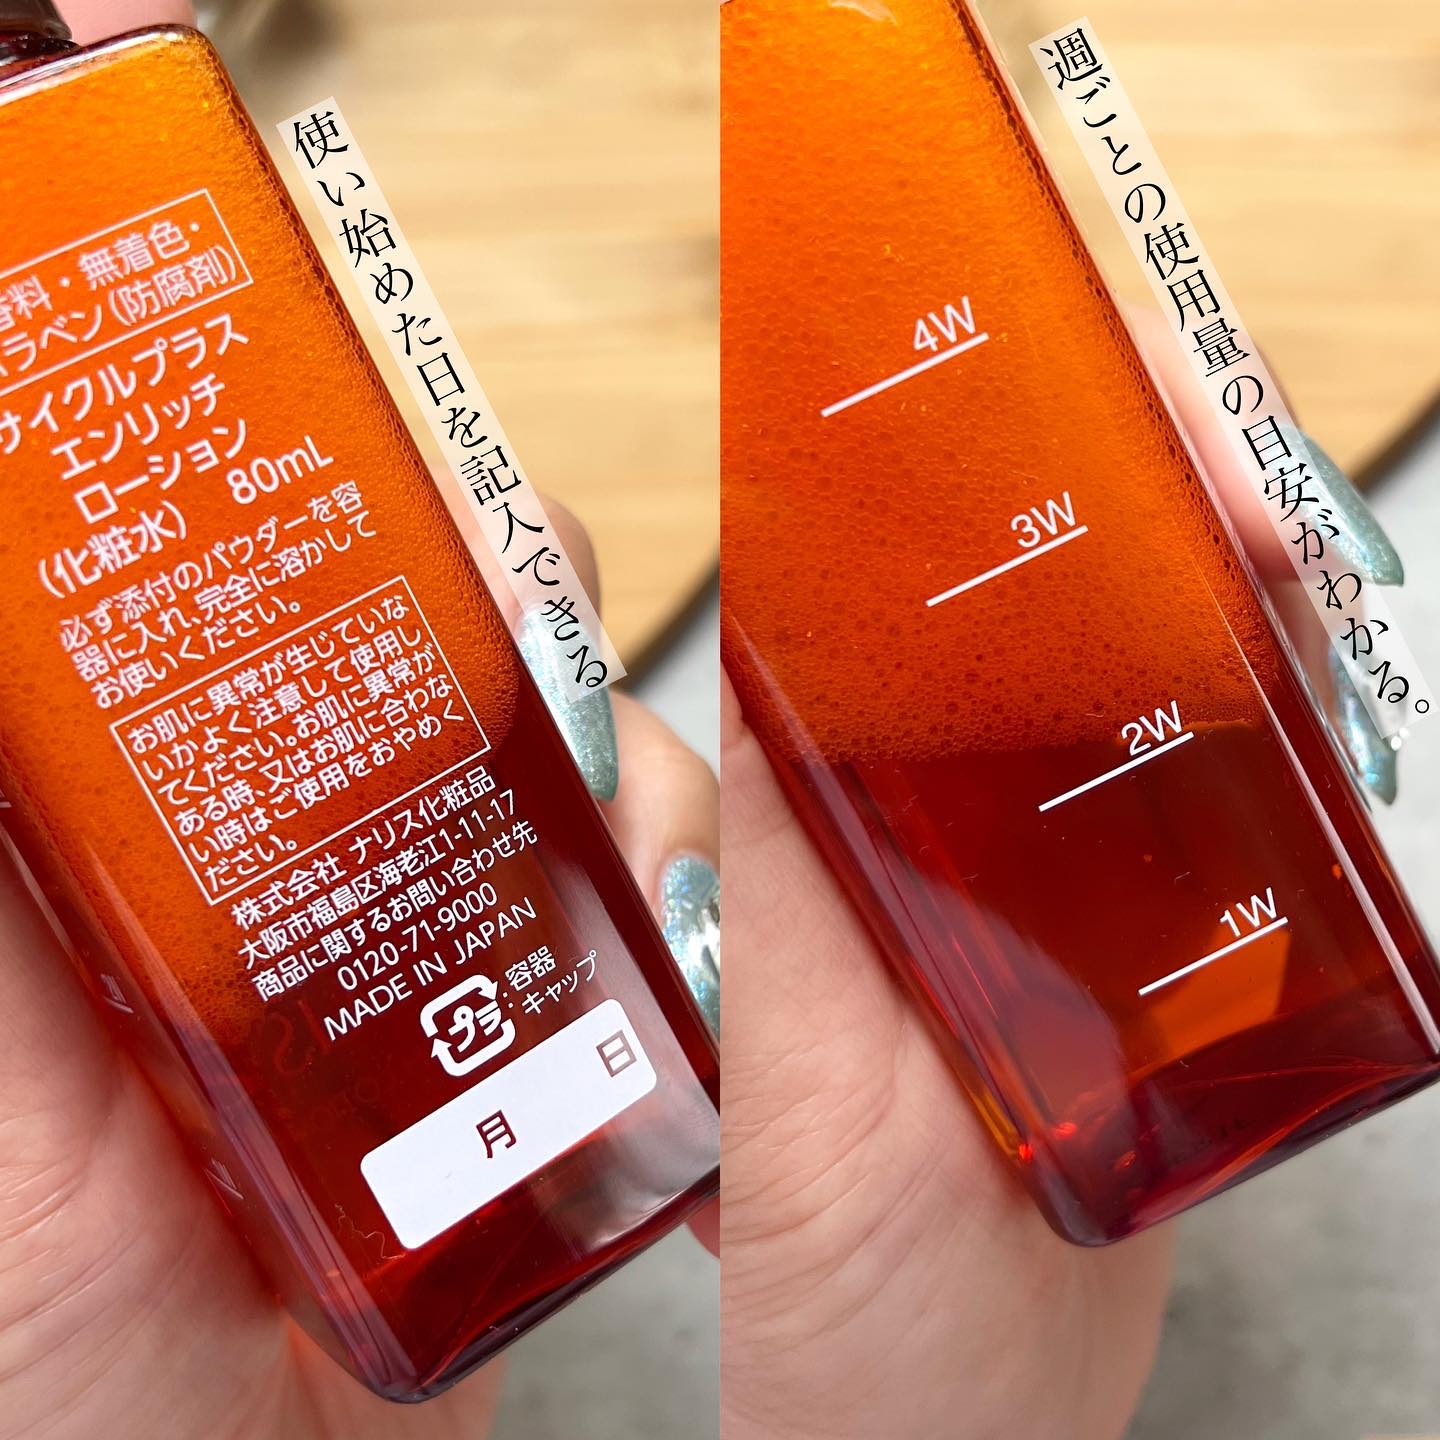 香料・無着色・
ラベン(防腐剤)
サイクルプラス
エンリッチ
ローション
(化粧水) 80mL
必ず添付のパウダーを容
器に入れ、完全に溶かして
お使いください。
お肌に異常が生じていな
いかよく注意して使用し
てください。お肌に異常が
ある時、又はお肌に合わな
い時はご使用をおやめく
ださい。
株式会社 ナリス化粧品
大阪市福島区海老江1-11-17
商品に関するお問い合わせ先
0120-71-9000
MADE IN JAPAN
プラ
:容器
キャップ
月 日
使い始めた日を記入できる
4W
3W
2W
1W
週ごとの使用量の目安がわかる。